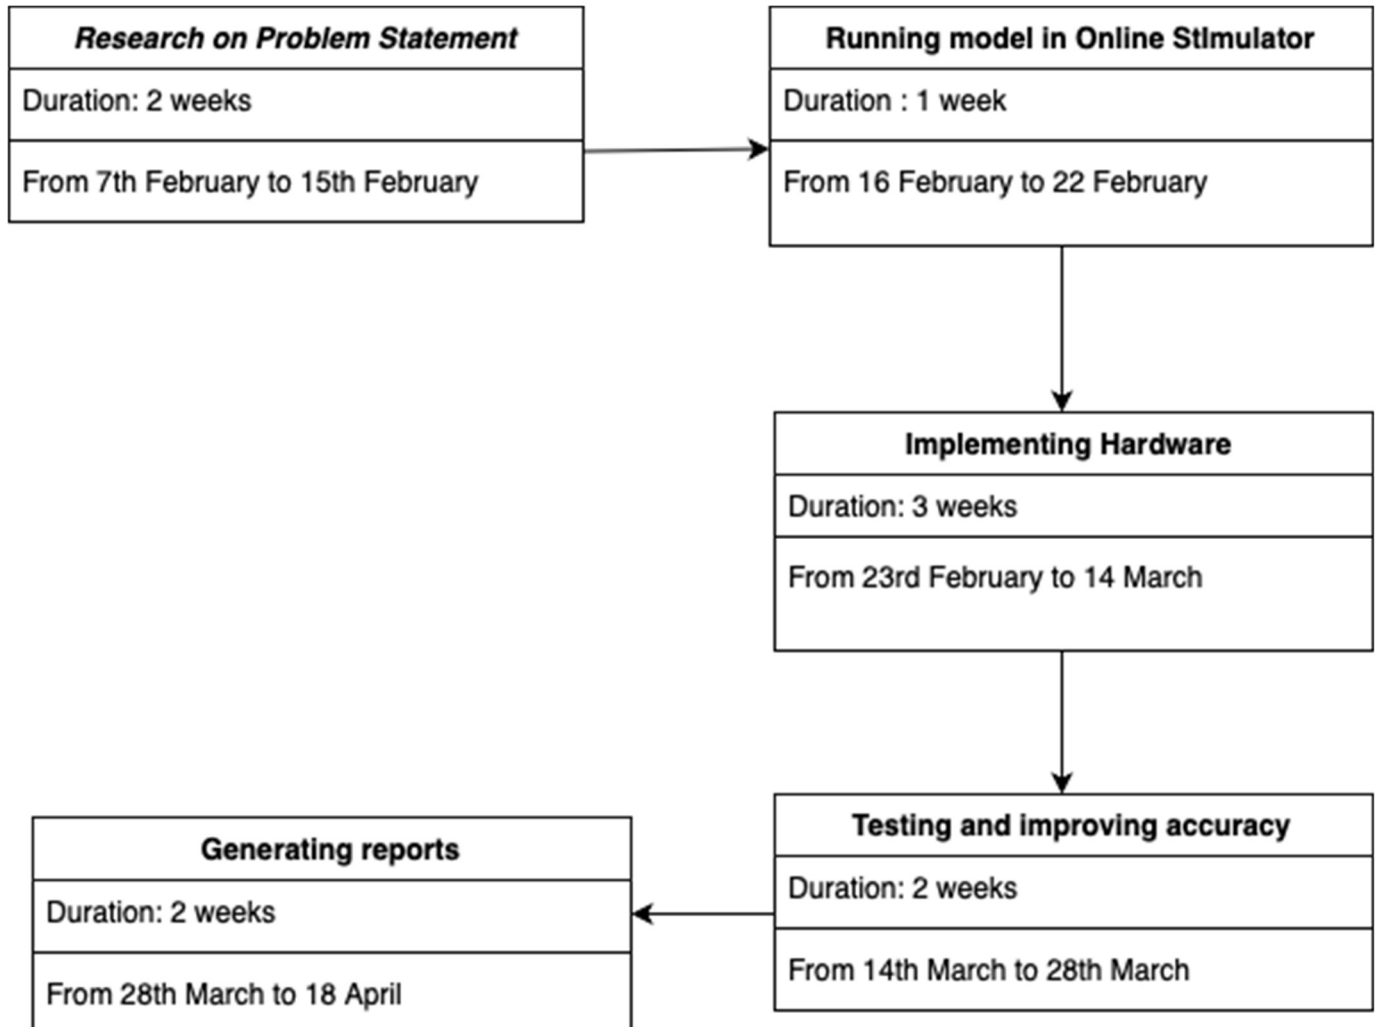 Research on Problem Statement
Duration: 2 weeks
From 7th February to 15th February
Running model in Online StImulator
Duration : 1 week
From 16 February to 22 February
Implementing Hardware
Duration: 3 weeks
From 23rd February to 14 March
Testing and improving accuracy
Duration: 2 weeks
From 14th March to 28th March
Generating reports
Duration: 2 weeks
From 28th March to 18 April